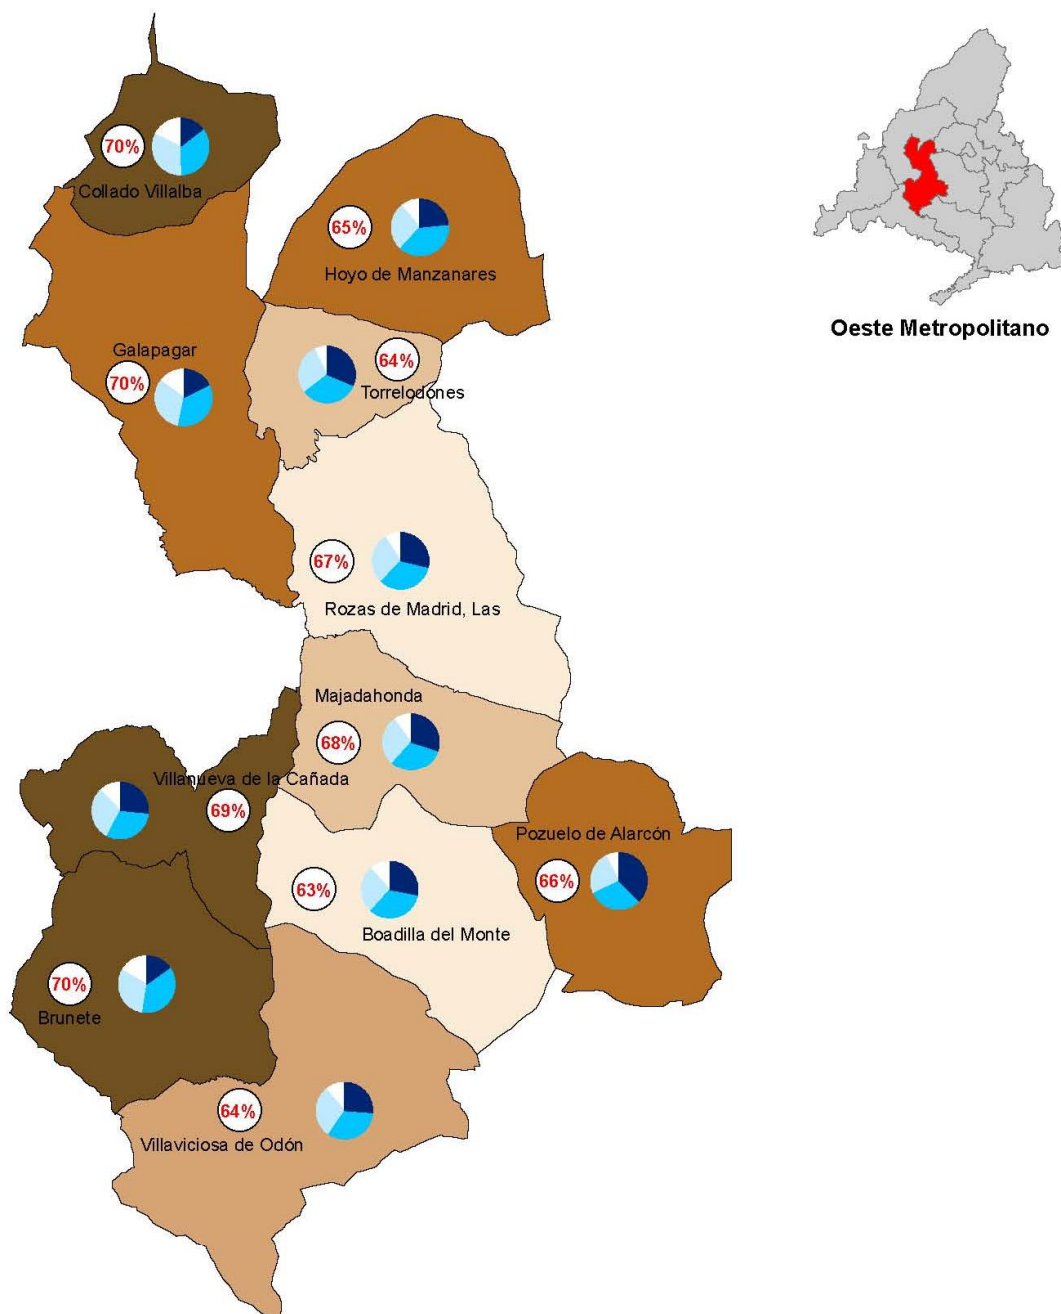 70%
Collado Villalba
65%
Hoyo de Manzanares
Oeste Metropolitano
Galapagar
70%
64%
Torrelodones
67%
Rozas de Madrid, Las
Majadahonda
68%
Villanueva de la Cañada
69%
Pozuelo de Alarcón
66%
63%
Boadilla del Monte
70%
Brunete
64%
Villaviciosa de Odón